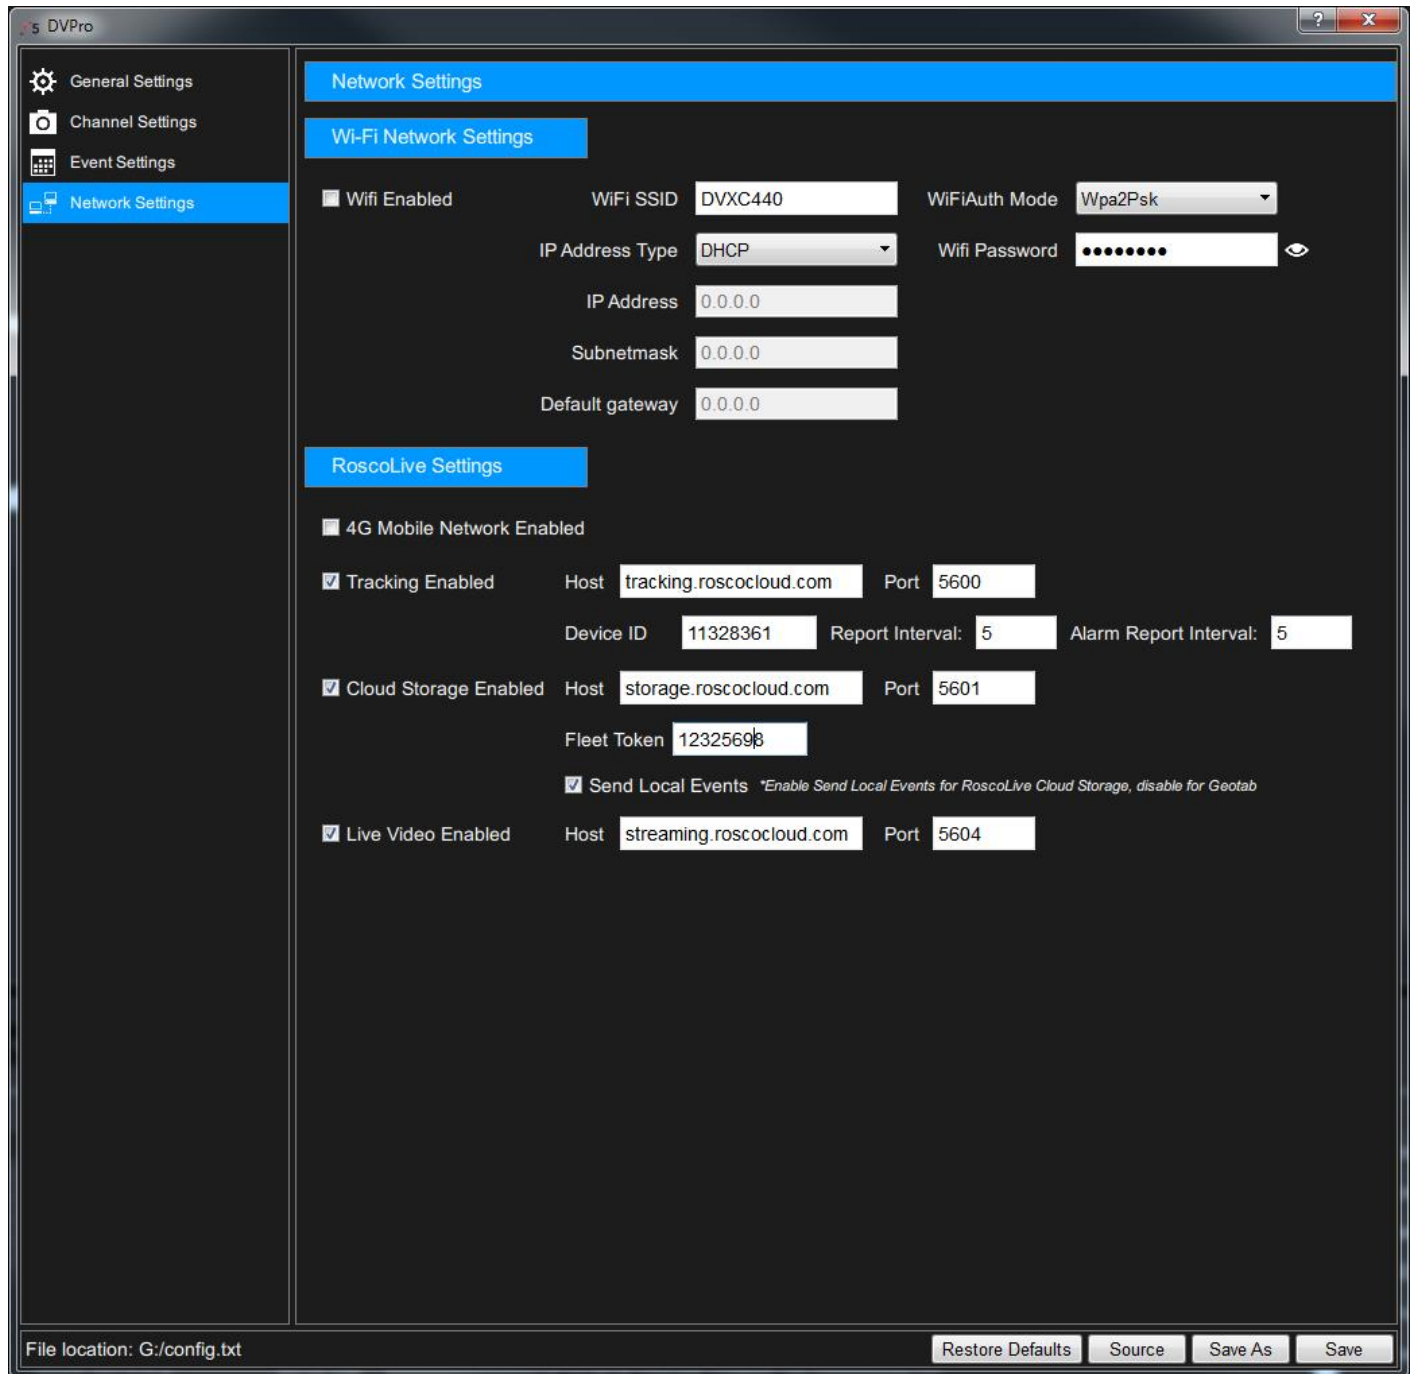 DVPro
?
General Settings
Channel Settings
Event Settings
Network Settings
Network Settings
Wi-Fi Network Settings
Wifi Enabled WiFi SSID DVXC440 WiFiAuth Mode Wpa2Psk
IP Address Type DHCP Wifi Password ●●●●●●●●
IP Address 0.0.0.0
Subnetmask 0.0.0.0
Default gateway 0.0.0.0
RoscoLive Settings
4G Mobile Network Enabled
Tracking Enabled Host tracking.roscocloud.com Port 5600
Device ID 11328361 Report Interval: 5 Alarm Report Interval: 5
Cloud Storage Enabled Host storage.roscocloud.com Port 5601
Fleet Token 12325698
Send Local Events *Enable Send Local Events for RoscoLive Cloud Storage, disable for Geotab
Live Video Enabled Host streaming.roscocloud.com Port 5604
File location: G:/config.txt Restore Defaults Source Save As Save